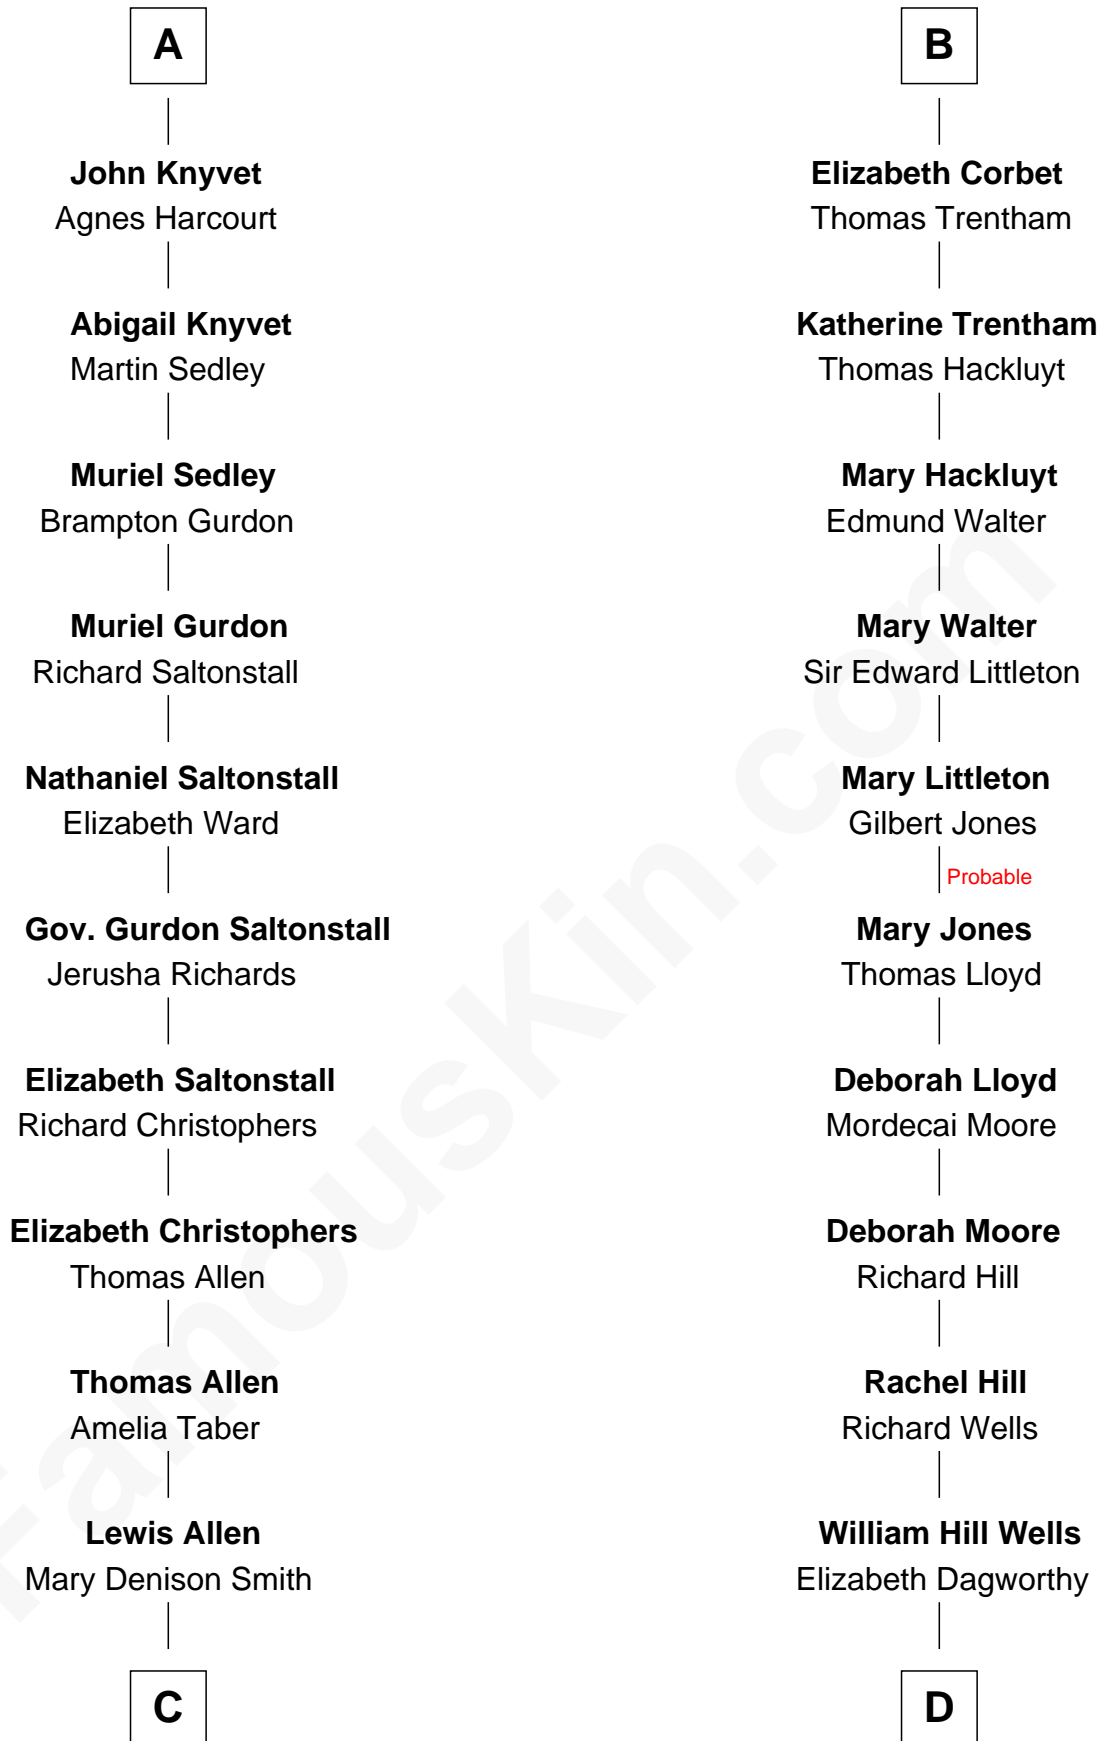 A
John Knyvet
Agnes Harcourt
Abigail Knyvet
Martin Sedley
Muriel Sedley
Brampton Gurdon
Muriel Gurdon
Richard Saltonstall
Nathaniel Saltonstall
Elizabeth Ward
Gov. Gurdon Saltonstall
Jerusha Richards
Elizabeth Saltonstall
Richard Christophers
Elizabeth Christophers
Thomas Allen
Thomas Allen
Amelia Taber
Lewis Allen
Mary Denison Smith
C
B
Elizabeth Corbet
Thomas Trentham
Katherine Trentham
Thomas Hackluyt
Mary Hackluyt
Edmund Walter
Mary Walter
Sir Edward Littleton
Mary Littleton
Gilbert Jones
Probable
Mary Jones
Thomas Lloyd
Deborah Lloyd
Mordecai Moore
Deborah Moore
Richard Hill
Rachel Hill
Richard Wells
William Hill Wells
Elizabeth Dagworthy
D
FamousKin.com